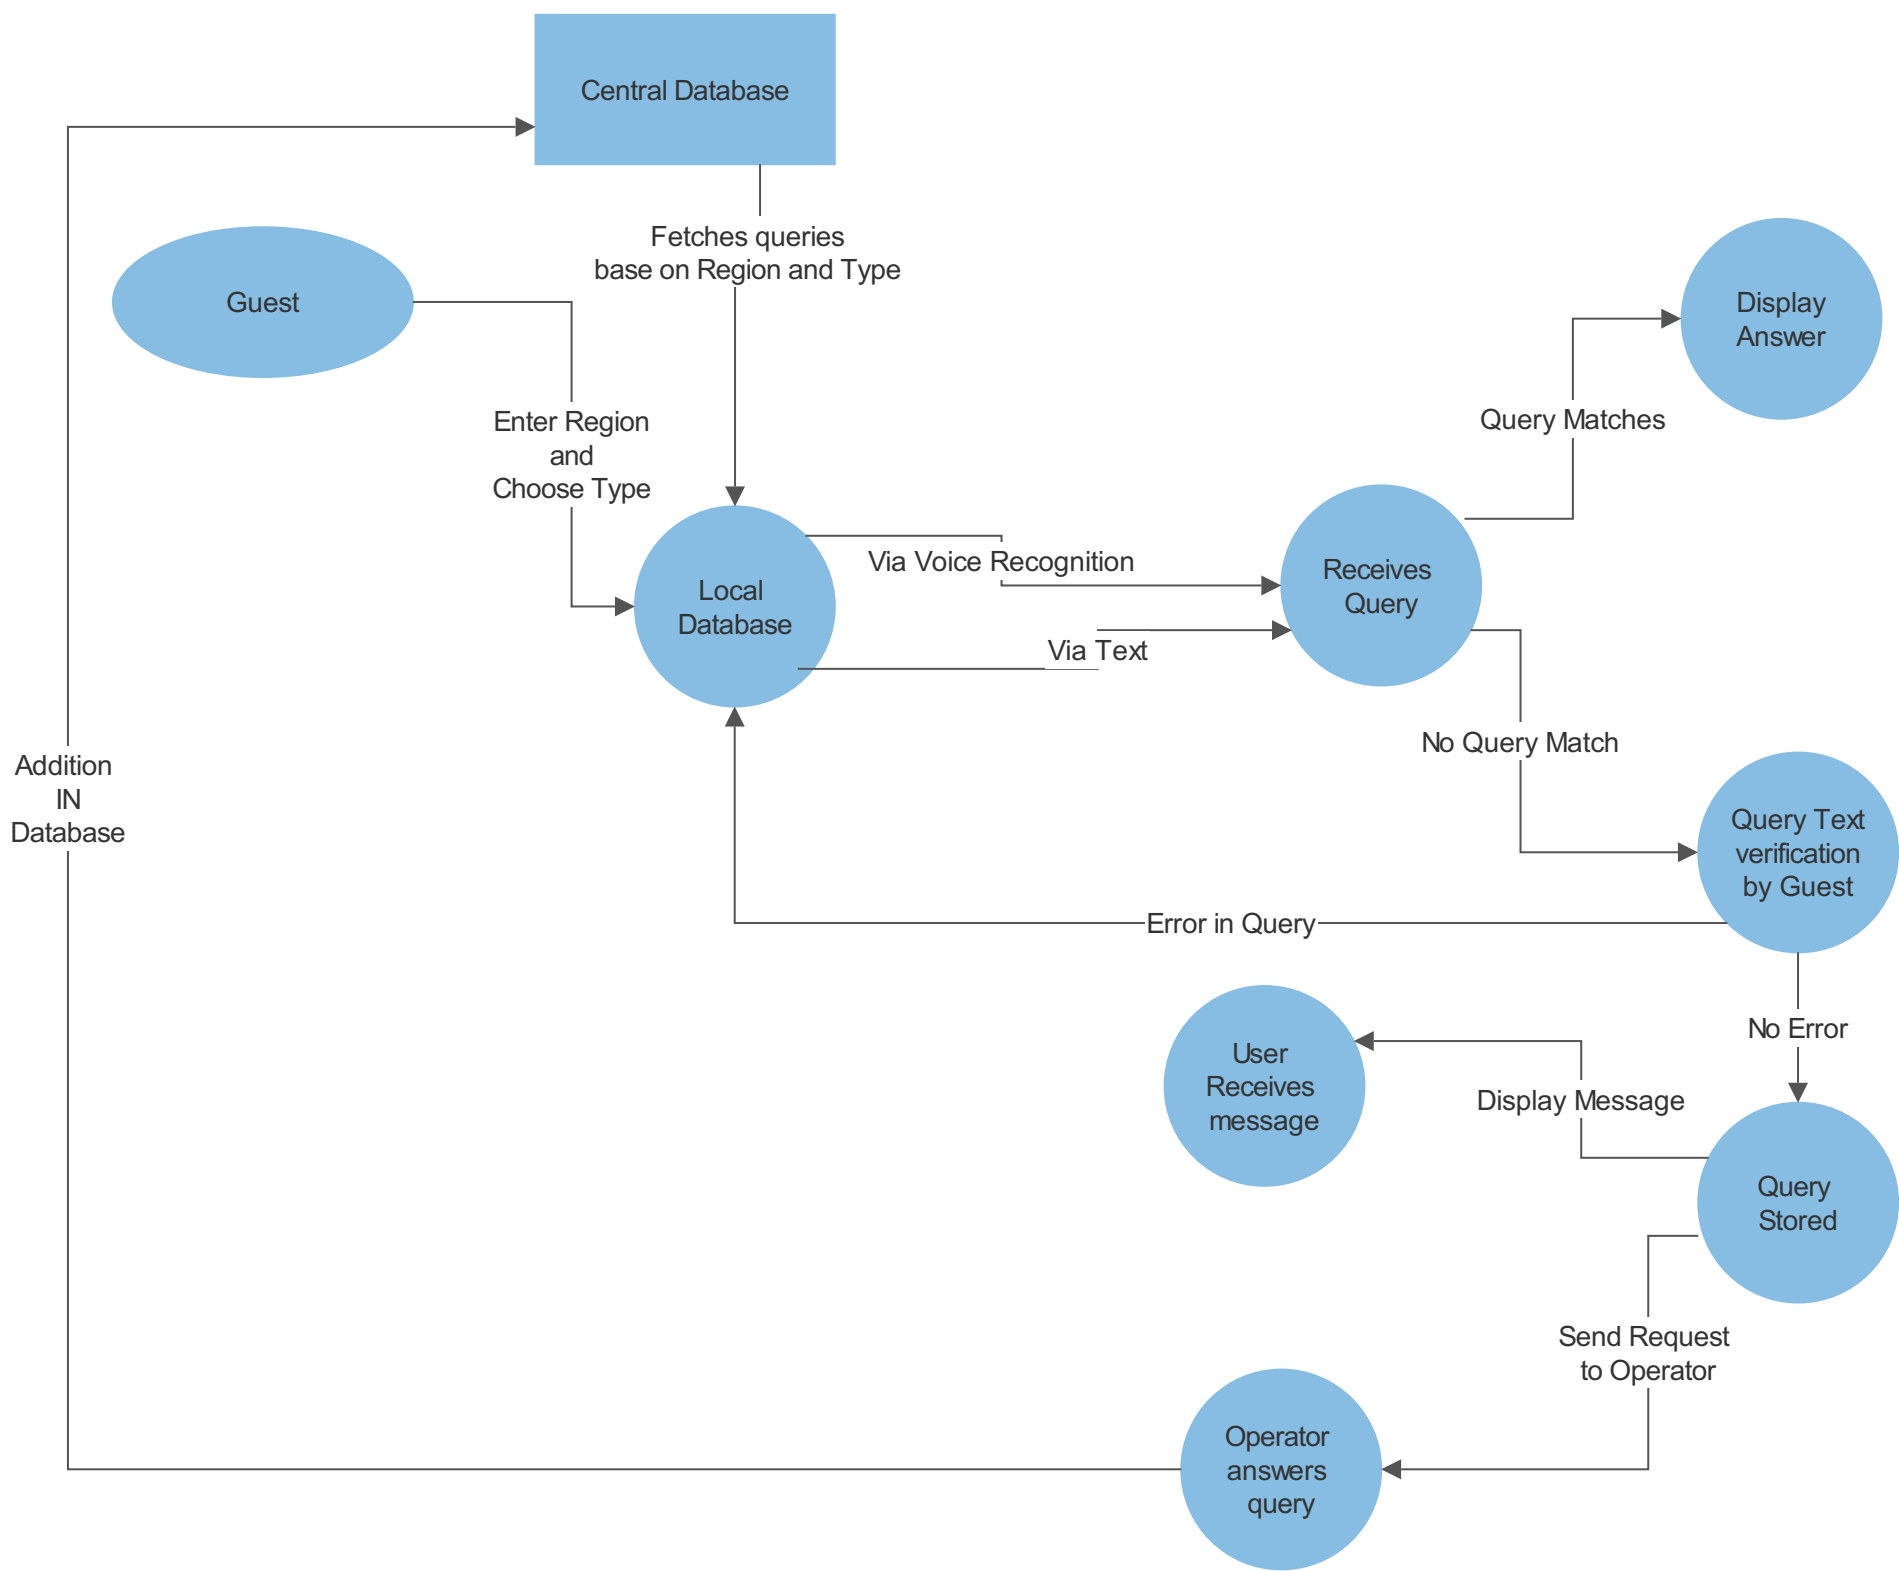 Central Database
Fetches queries
base on Region and Type
Guest
Display
Answer
Enter Region
and
Choose Type
Query Matches
Via Voice Recognition
Receives
Query
Local
Database
Via Text
No Query Match
Addition
IN
Database
Query Text
verification
by Guest
Error in Query
No Error
User
Receives
message
Display Message
Query
Stored
Send Request
to Operator
Operator
answers
query